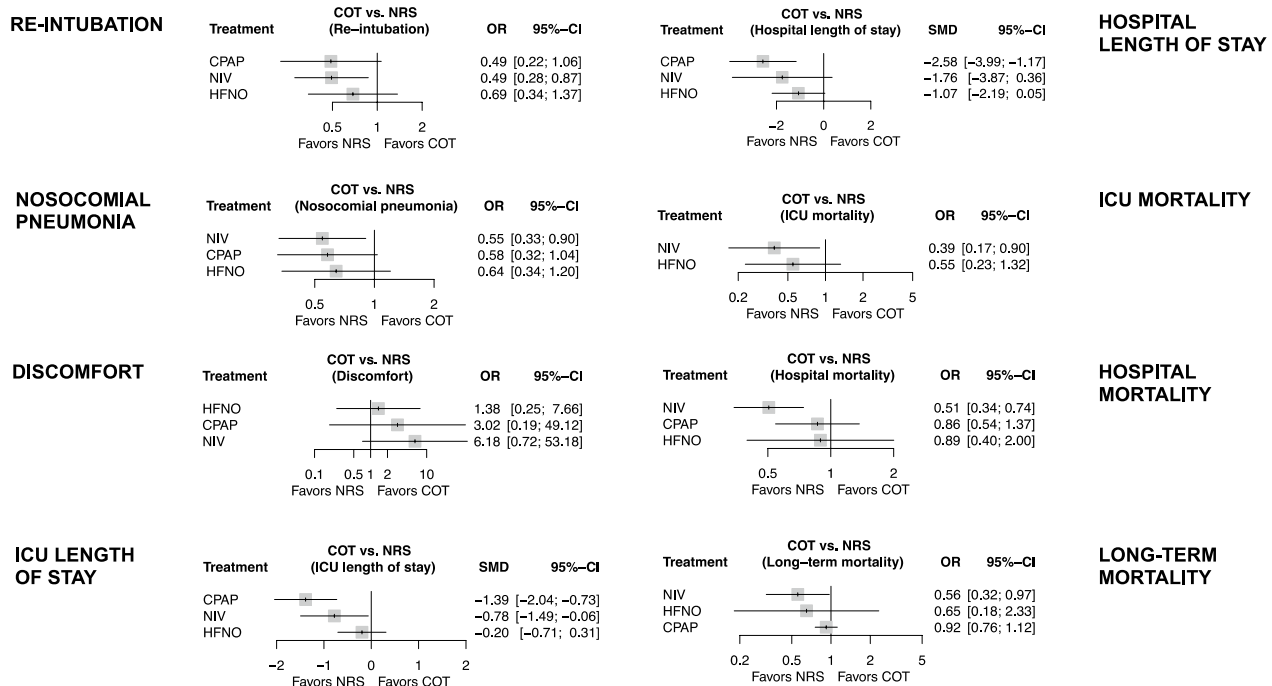 RE-INTUBATION
COT vs. NRS
Treatment (Re−intubation) OR 95%−CI
CPAP 0.49 [0.22; 1.06]
NIV 0.49 [0.28; 0.87]
HFNO 0.69 [0.34; 1.37]
0.5 1 2
Favors NRS Favors COT
HOSPITAL
LENGTH OF STAY
COT vs. NRS
Treatment (Hospital length of stay) SMD 95%−CI
CPAP −2.58 [−3.99; −1.17]
NIV −1.76 [−3.87; 0.36]
HFNO −1.07 [−2.19; 0.05]
−2 0 2
Favors NRS Favors COT
NOSOCOMIAL
PNEUMONIA
COT vs. NRS
Treatment (Nosocomial pneumonia) OR 95%−CI
NIV 0.55 [0.33; 0.90]
CPAP 0.58 [0.32; 1.04]
HFNO 0.64 [0.34; 1.20]
0.5 1 2
Favors NRS Favors COT
ICU MORTALITY
COT vs. NRS
Treatment (ICU mortality) OR 95%−CI
NIV 0.39 [0.17; 0.90]
HFNO 0.55 [0.23; 1.32]
0.2 0.5 1 2 5
Favors NRS Favors COT
DISCOMFORT
COT vs. NRS
Treatment (Discomfort) OR 95%−CI
HFNO 1.38 [0.25; 7.66]
CPAP 3.02 [0.19; 49.12]
NIV 6.18 [0.72; 53.18]
0.1 0.5 1 2 10
Favors NRS Favors COT
HOSPITAL
MORTALITY
COT vs. NRS
Treatment (Hospital mortality) OR 95%−CI
NIV 0.51 [0.34; 0.74]
CPAP 0.86 [0.54; 1.37]
HFNO 0.89 [0.40; 2.00]
0.5 1 2
Favors NRS Favors COT
ICU LENGTH
OF STAY
COT vs. NRS
Treatment (ICU length of stay) SMD 95%−CI
CPAP −1.39 [−2.04; −0.73]
NIV −0.78 [−1.49; −0.06]
HFNO −0.20 [−0.71; 0.31]
−2 −1 0 1 2
Favors NRS Favors COT
LONG-TERM
MORTALITY
COT vs. NRS
Treatment (Long−term mortality) OR 95%−CI
NIV 0.56 [0.32; 0.97]
HFNO 0.65 [0.18; 2.33]
CPAP 0.92 [0.76; 1.12]
0.2 0.5 1 2 5
Favors NRS Favors COT